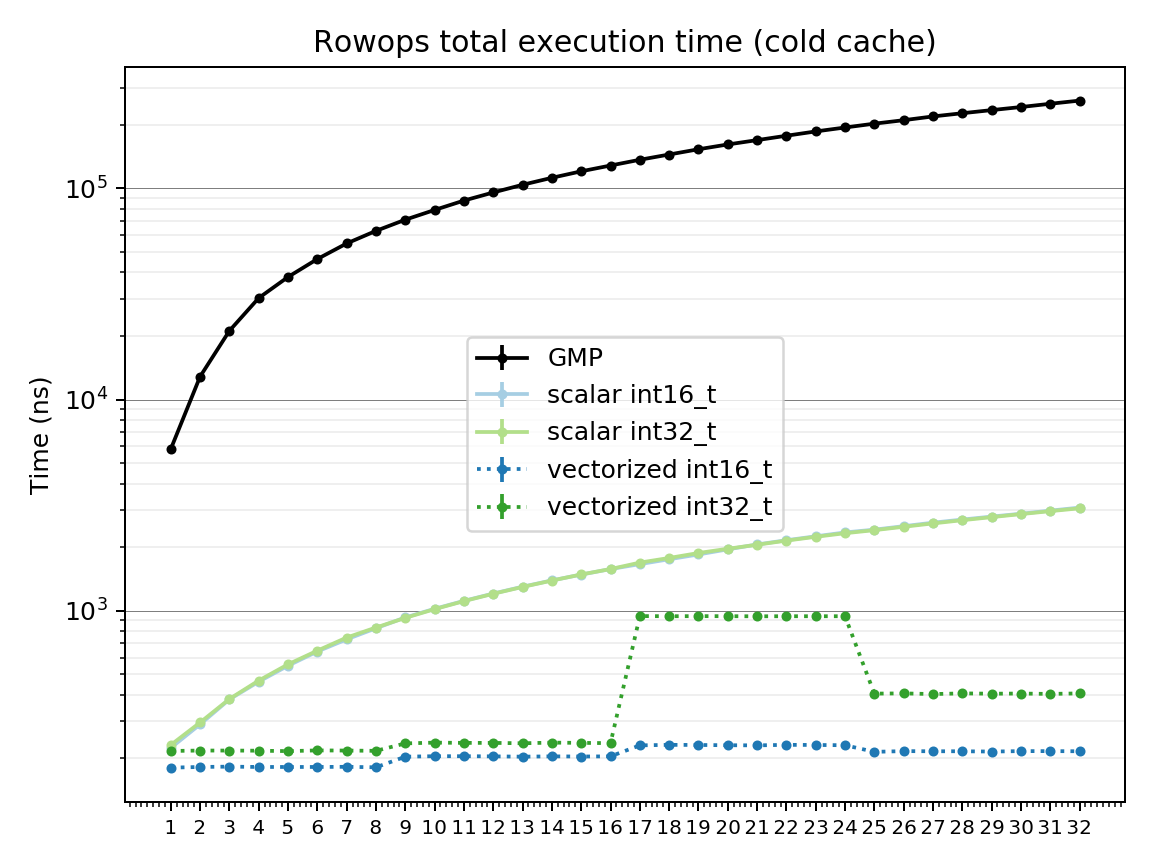 Rowops total execution time (cold cache)
Time (ns)
10^5
10^4
10^3
GMP
scalar int16_t
scalar int32_t
vectorized int16_t
vectorized int32_t
1 2 3 4 5 6 7 8 9 10 11 12 13 14 15 16 17 18 19 20 21 22 23 24 25 26 27 28 29 30 31 32